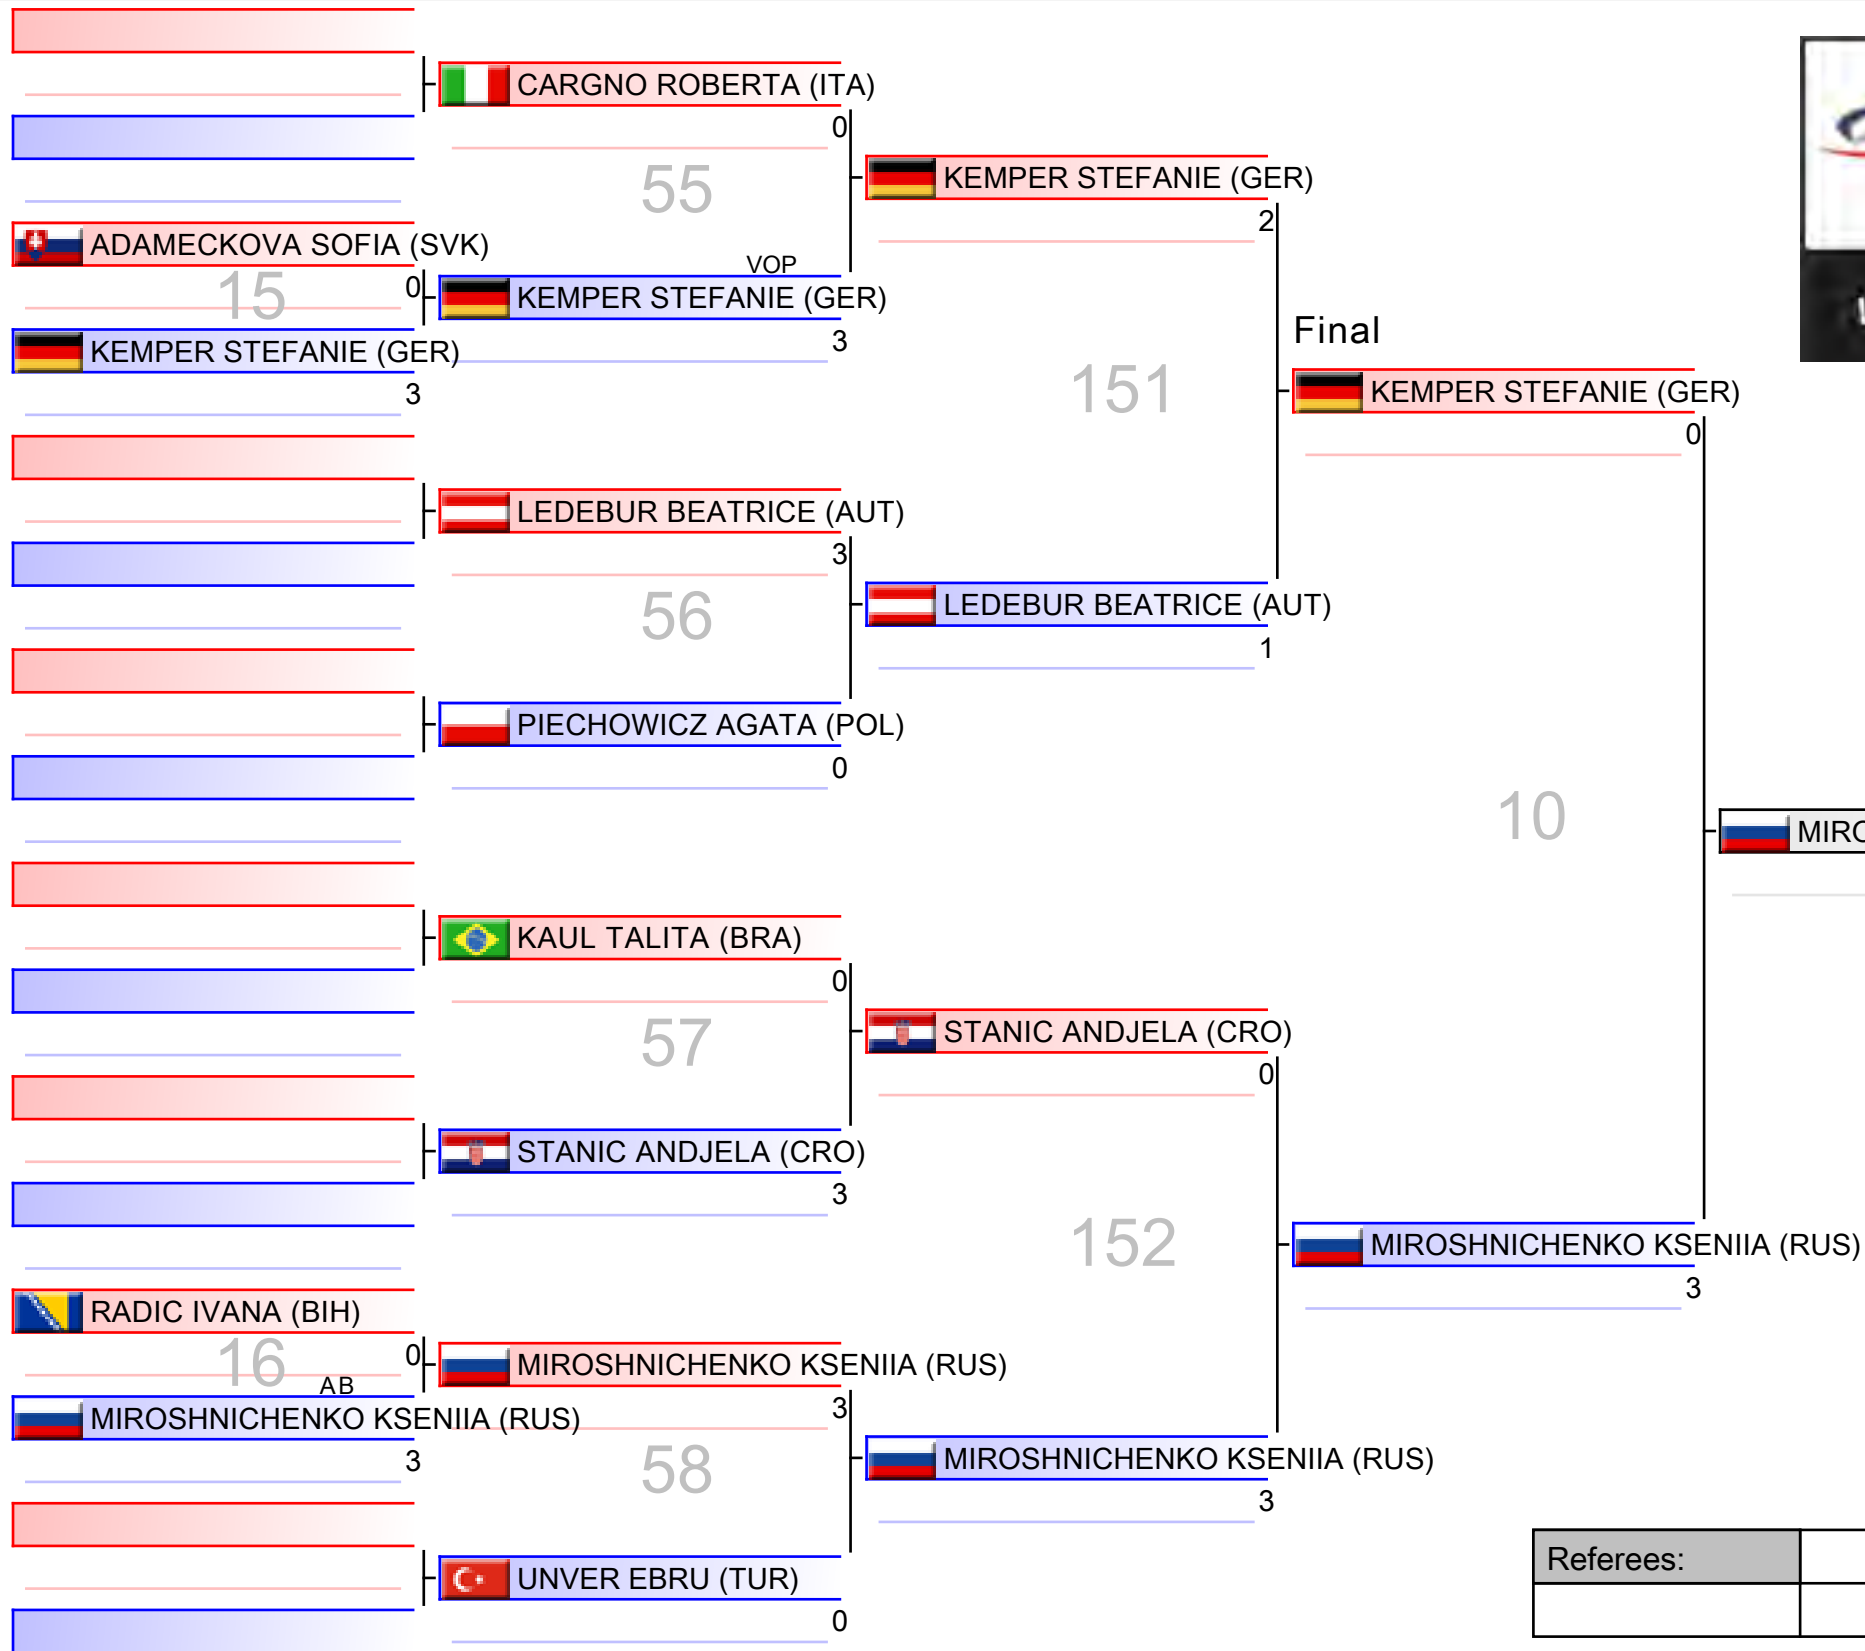 CARGNO ROBERTA (ITA)
0
55
KEMPER STEFANIE (GER)
2
ADAMECKOVA SOFIA (SVK)
15
0
VOP
KEMPER STEFANIE (GER)
3
KEMPER STEFANIE (GER)
3
Final
151
KEMPER STEFANIE (GER)
0
LEDEBUR BEATRICE (AUT)
3
56
LEDEBUR BEATRICE (AUT)
1
PIECHOWICZ AGATA (POL)
0
10
MIRO
KAUL TALITA (BRA)
0
57
STANIC ANDJELA (CRO)
0
STANIC ANDJELA (CRO)
3
152
MIROSHNICHENKO KSENIIA (RUS)
3
RADIC IVANA (BIH)
16
0
AB
MIROSHNICHENKO KSENIIA (RUS)
3
MIROSHNICHENKO KSENIIA (RUS)
3
58
MIROSHNICHENKO KSENIIA (RUS)
3
UNVER EBRU (TUR)
0
Referees: